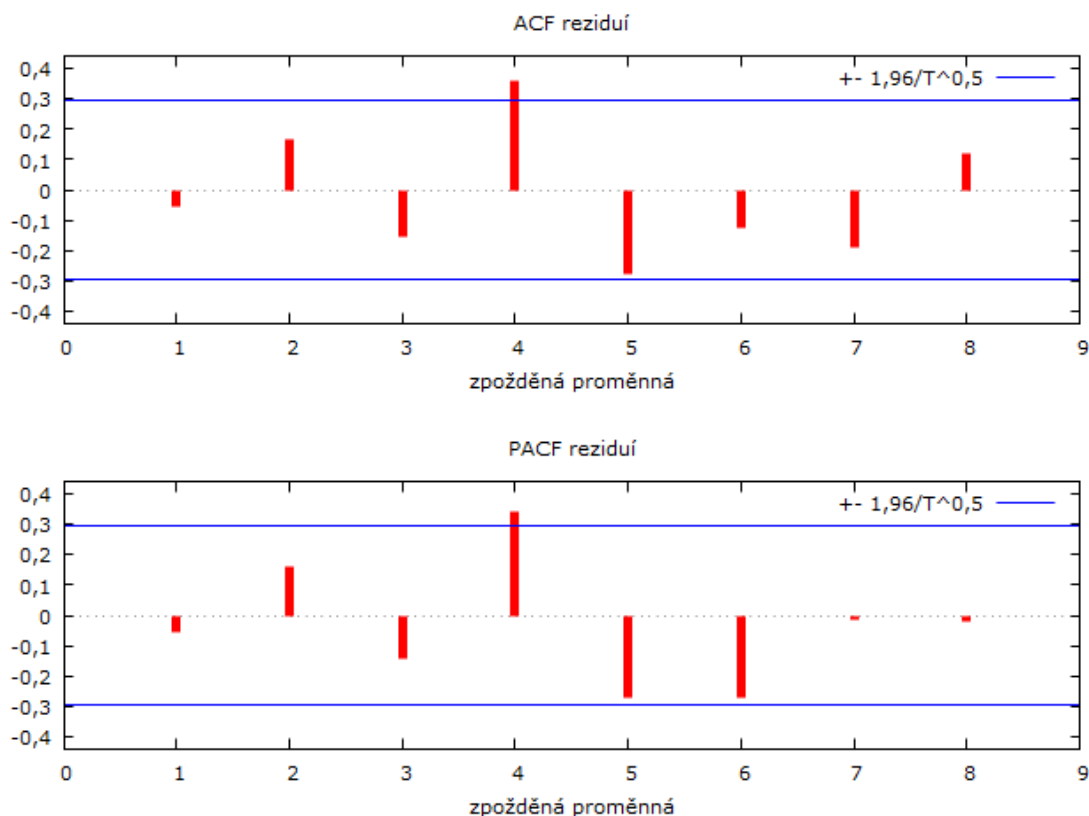 ACF reziduí
+- 1,96/T^0,5
0,4
0,3
0,2
0,1
0
-0,1
-0,2
-0,3
-0,4
0 1 2 3 4 5 6 7 8 9
zpožděná proměnná
PACF reziduí
+- 1,96/T^0,5
0,4
0,3
0,2
0,1
0
-0,1
-0,2
-0,3
-0,4
0 1 2 3 4 5 6 7 8 9
zpožděná proměnná